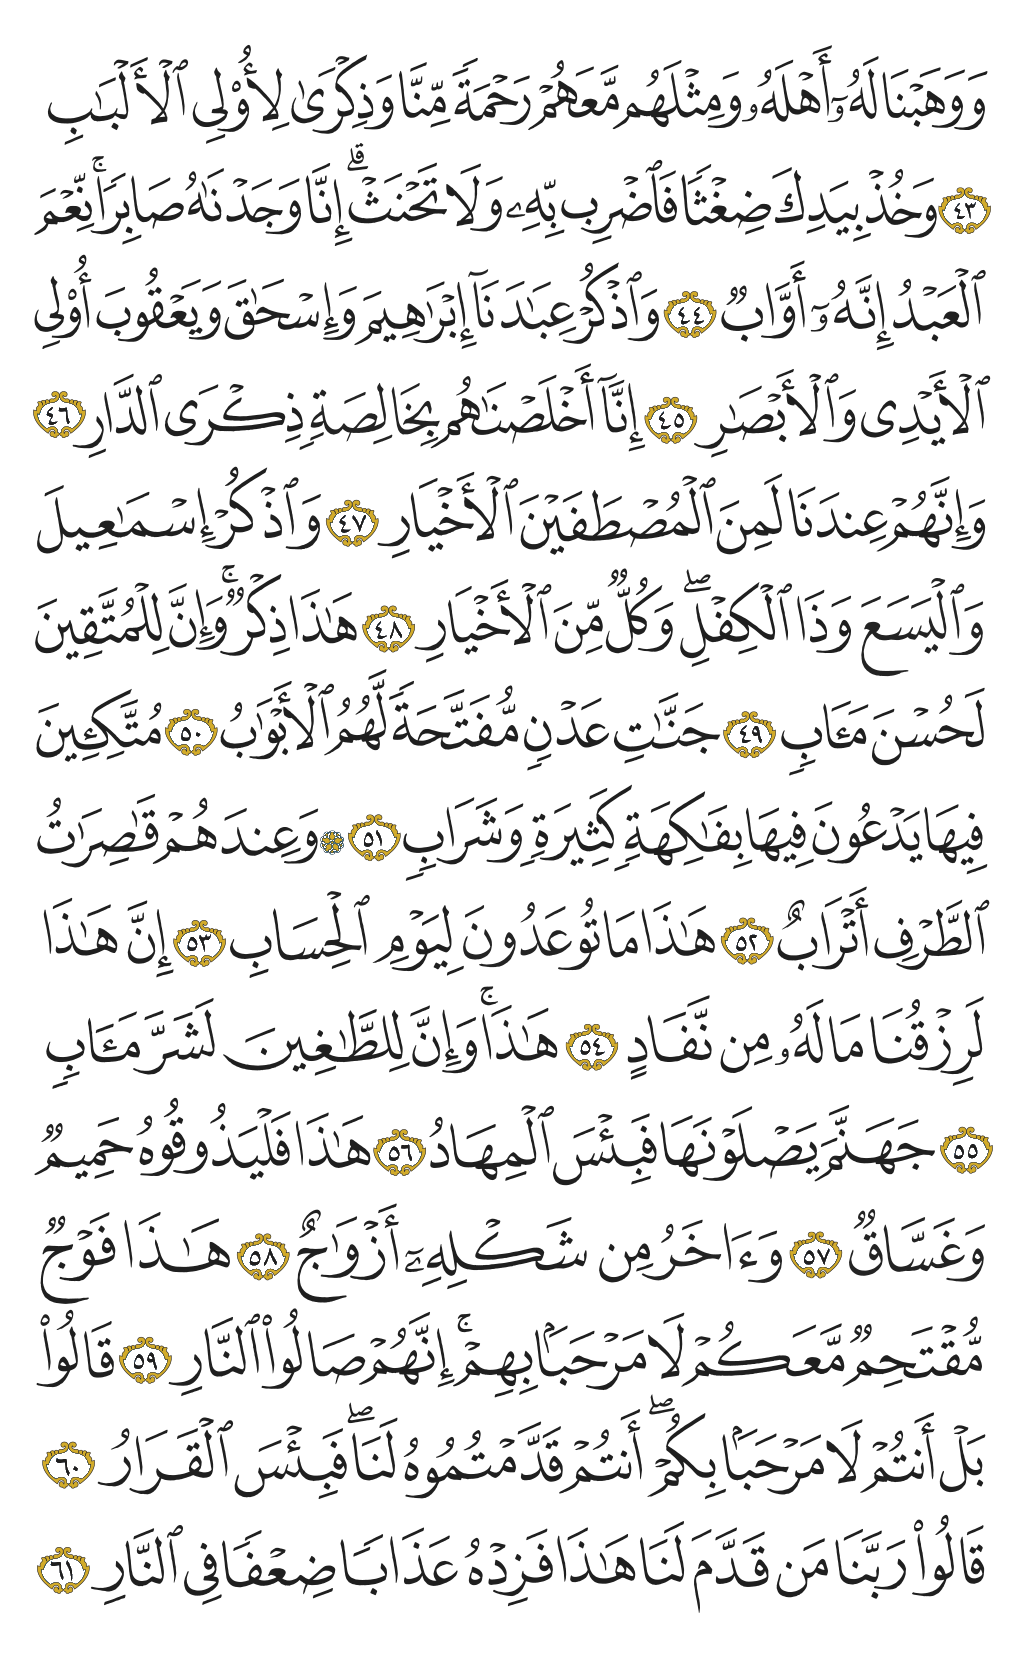 وَوَهَبْنَا لَهُۥٓ أَهْلَهُۥ وَمِثْلَهُم مَّعَهُمْ رَحْمَةً مِّنَّا وَذِكْرَىٰ لِأُو۟لِى ٱلْأَلْبَـٰبِ
٤٣ وَخُذْ بِيَدِكَ ضِغْثًا فَٱضْرِب بِّهِۦ وَلَا تَحْنَثْ ۗ إِنَّا وَجَدْنَـٰهُ صَابِرًا ۚ نِّعْمَ
ٱلْعَبْدُ إِنَّهُۥٓ أَوَّابٌ ٤٤ وَٱذْكُرْ عِبَـٰدَنَآ إِبْرَٰهِيمَ وَإِسْحَـٰقَ وَيَعْقُوبَ أُو۟لِى
ٱلْأَيْدِى وَٱلْأَبْصَـٰرِ ٤٥ إِنَّآ أَخْلَصْنَـٰهُم بِخَالِصَةٍ ذِكْرَى ٱلدَّارِ ٤٦
وَإِنَّهُمْ عِندَنَا لَمِنَ ٱلْمُصْطَفَيْنَ ٱلْأَخْيَارِ ٤٧ وَٱذْكُرْ إِسْمَـٰعِيلَ
وَٱلْيَسَعَ وَذَا ٱلْكِفْلِ ۖ وَكُلٌّ مِّنَ ٱلْأَخْيَارِ ٤٨ هَـٰذَا ذِكْرٌ ۚ وَإِنَّ لِلْمُتَّقِينَ
لَحُسْنَ مَـَٔابٍ ٤٩ جَنَّـٰتِ عَدْنٍ مُّفَتَّحَةً لَّهُمُ ٱلْأَبْوَٰبُ ٥٠ مُتَّكِـِٔينَ
فِيهَا يَدْعُونَ فِيهَا بِفَـٰكِهَةٍ كَثِيرَةٍ وَشَرَابٍ ٥١ ۞ وَعِندَهُمْ قَـٰصِرَٰتُ
ٱلطَّرْفِ أَتْرَابٌ ٥٢ هَـٰذَا مَا تُوعَدُونَ لِيَوْمِ ٱلْحِسَابِ ٥٣ إِنَّ هَـٰذَا
لَرِزْقُنَا مَا لَهُۥ مِن نَّفَادٍ ٥٤ هَـٰذَا ۚ وَإِنَّ لِلطَّـٰغِينَ لَشَرَّ مَـَٔابٍ
٥٥ جَهَنَّمَ يَصْلَوْنَهَا فَبِئْسَ ٱلْمِهَادُ ٥٦ هَـٰذَا فَلْيَذُوقُوهُ حَمِيمٌ
وَغَسَّاقٌ ٥٧ وَءَاخَرُ مِن شَكْلِهِۦٓ أَزْوَٰجٌ ٥٨ هَـٰذَا فَوْجٌ
مُّقْتَحِمٌ مَّعَكُمْ لَا مَرْحَبًۢا بِهِمْ ۚ إِنَّهُمْ صَالُوا۟ ٱلنَّارِ ٥٩ قَالُوا۟
بَلْ أَنتُمْ لَا مَرْحَبًۢا بِكُمْ ۖ أَنتُمْ قَدَّمْتُمُوهُ لَنَا ۖ فَبِئْسَ ٱلْقَرَارُ ٦٠
قَالُوا۟ رَبَّنَا مَن قَدَّمَ لَنَا هَـٰذَا فَزِدْهُ عَذَابًا ضِعْفًا فِى ٱلنَّارِ ٦١